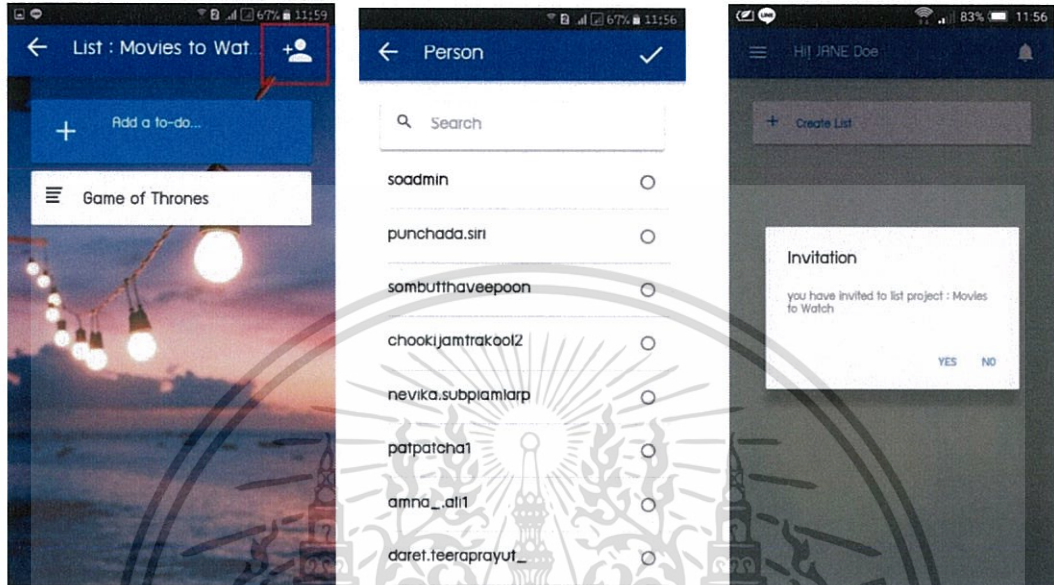 67% 11:59
List : Movies to Wat...
Add a to-do...
Game of Thrones
67% 11:56
Person
Search
soadmin
punchada.siri
sombutthaveepoon
chookijamtrakool2
nevika.subpiamlarp
patpatcha1
amna_.ali1
daret.teeraprayut_
LINE 83% 11:56
Hi! JANE Doe
Create List
Invitation
you have invited to list project : Movies
to Watch
YES NO